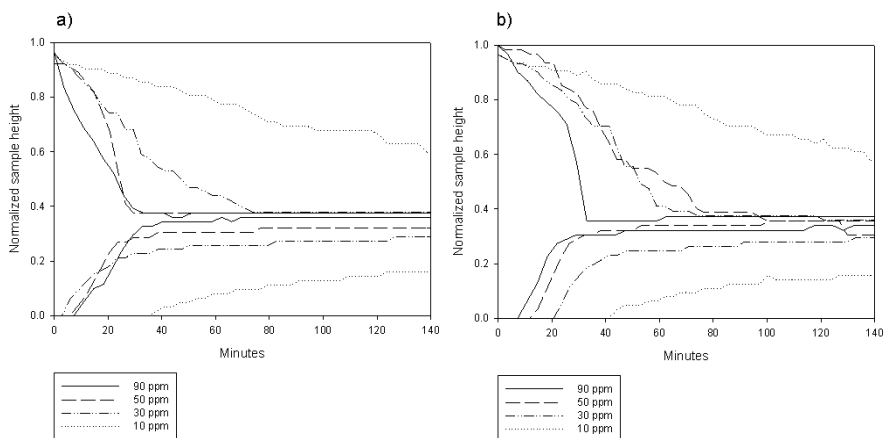 a)
Normalized sample height
1.0
0.8
0.6
0.4
0.2
0.0
0 20 40 60 80 100 120 140
Minutes
90 ppm
50 ppm
30 ppm
10 ppm
b)
Normalized sample height
1.0
0.8
0.6
0.4
0.2
0.0
0 20 40 60 80 100 120 140
Minutes
90 ppm
50 ppm
30 ppm
10 ppm